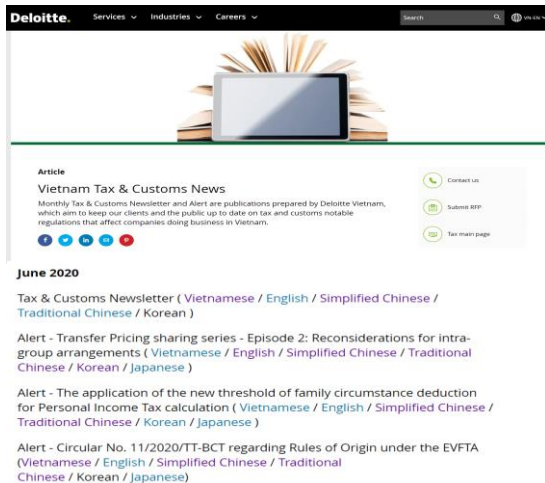 Deloitte. Services Industries Careers Search VN-EN
Article
Vietnam Tax & Customs News
Monthly Tax & Customs Newsletter and Alert are publications prepared by Deloitte Vietnam,
which aim to keep our clients and the public up to date on tax and customs notable
regulations that affect companies doing business in Vietnam.
Contact us
Submit RFP
Tax main page
June 2020
Tax & Customs Newsletter ( Vietnamese / English / Simplified Chinese /
Traditional Chinese / Korean )
Alert - Transfer Pricing sharing series - Episode 2: Reconsiderations for intra-
group arrangements ( Vietnamese / English / Simplified Chinese / Traditional
Chinese / Korean / Japanese )
Alert - The application of the new threshold of family circumstance deduction
for Personal Income Tax calculation ( Vietnamese / English / Simplified Chinese /
Traditional Chinese / Korean / Japanese )
Alert - Circular No. 11/2020/TT-BCT regarding Rules of Origin under the EVFTA
(Vietnamese / English / Simplified Chinese / Traditional
Chinese / Korean / Japanese)